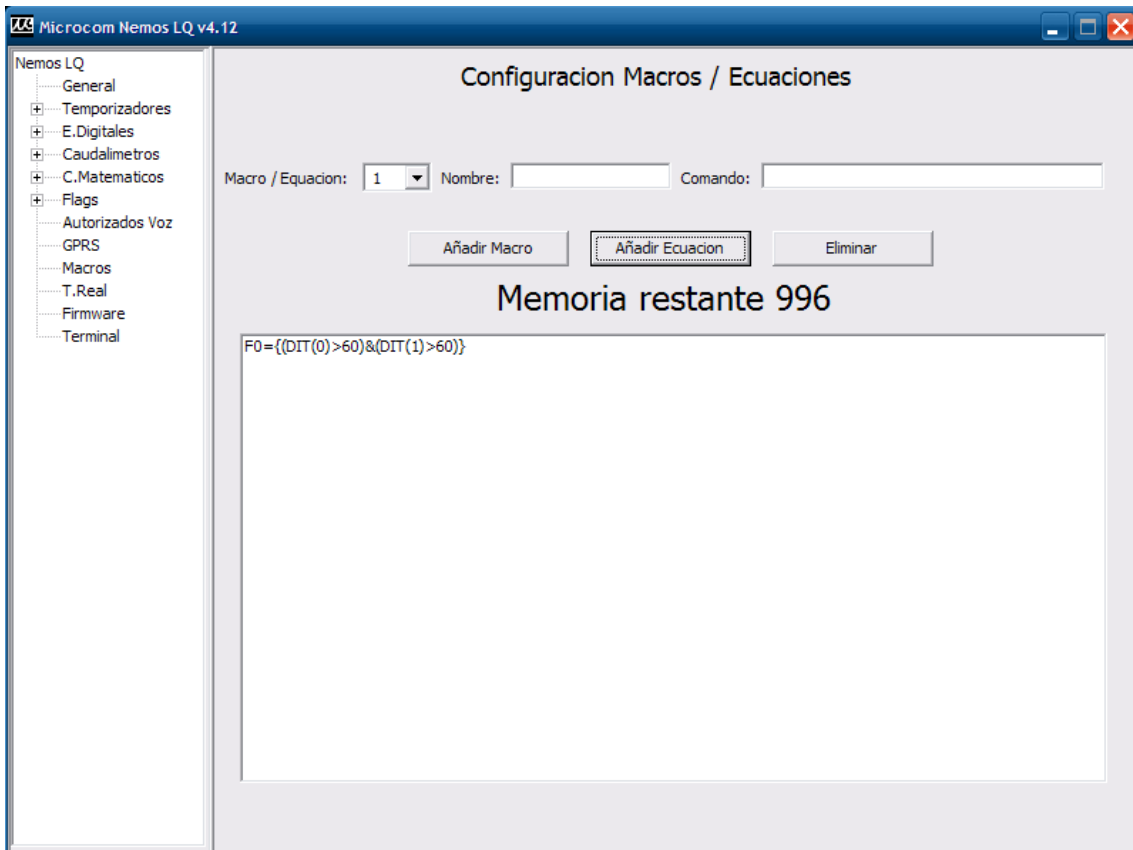 Microcom Nemos LQ v4.12
Nemos LQ
General
Temporizadores
E.Digitales
Caudalimetros
C.Matematicos
Flags
Autorizados Voz
GPRS
Macros
T.Real
Firmware
Terminal
Configuracion Macros / Ecuaciones
Macro / Equacion: 1 Nombre: Comando:
Añadir Macro Añadir Ecuacion Eliminar
Memoria restante 996
F0={(DIT(0)>60)&(DIT(1)>60)}